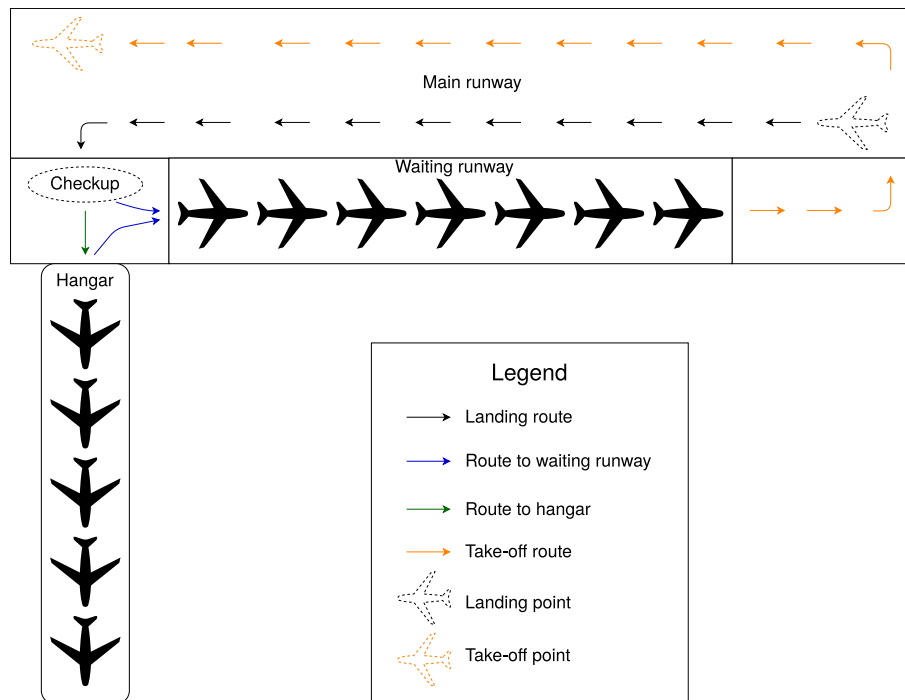 Main runway
Waiting runway
Checkup
Hangar
Legend
Landing route
Route to waiting runway
Route to hangar
Take-off route
Landing point
Take-off point